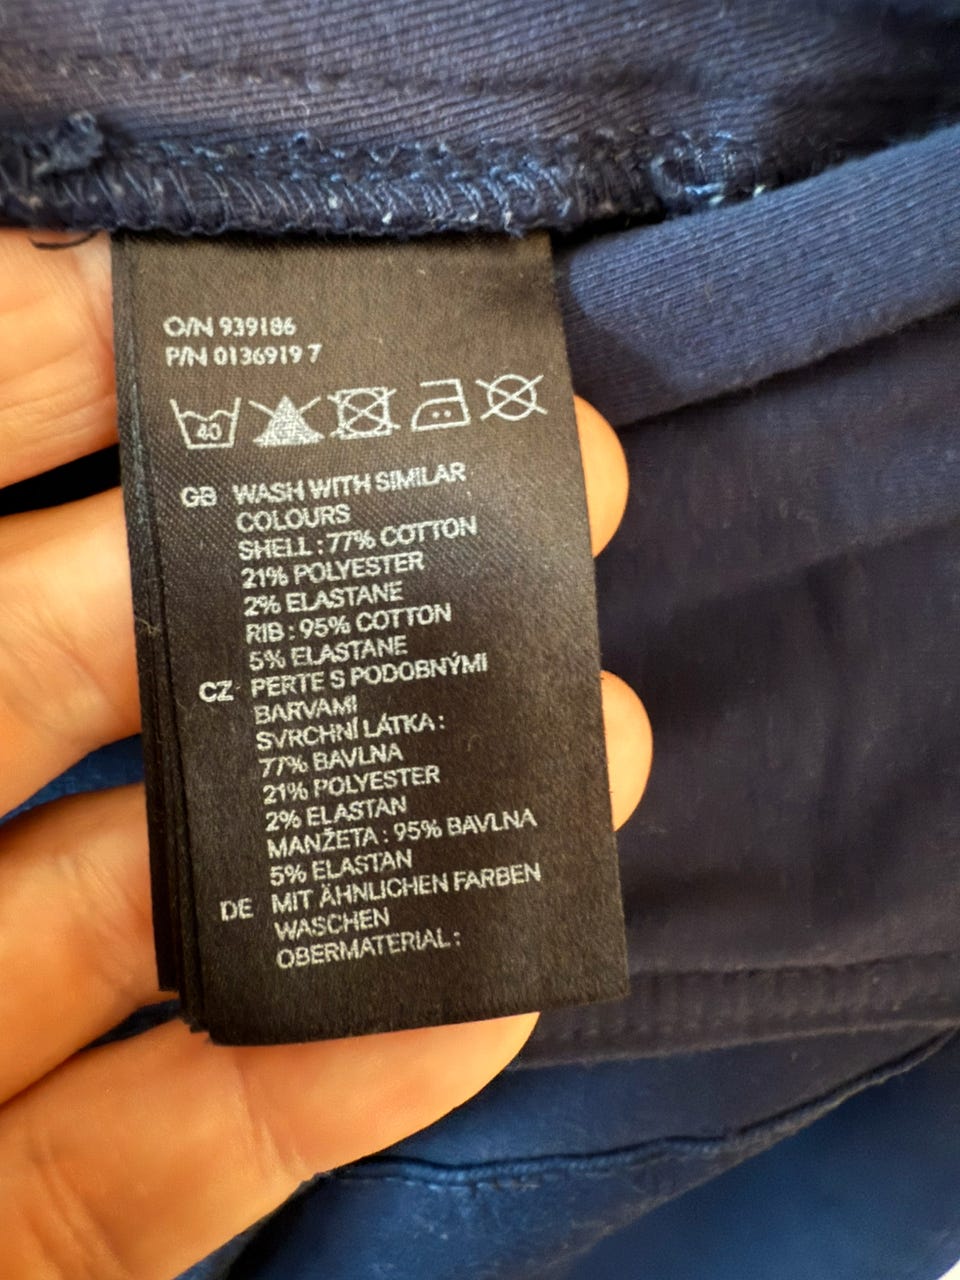 O/N 939186
P/N 0136919 7
40
GB WASH WITH SIMILAR
COLOURS
SHELL : 77% COTTON
21% POLYESTER
2% ELASTANE
RIB : 95% COTTON
5% ELASTANE
CZ PERTE S PODOBNÝMI
BARVAMI
SVRCHNÍ LÁTKA :
77% BAVLNA
21% POLYESTER
2% ELASTAN
MANŽETA : 95% BAVLNA
5% ELASTAN
DE MIT ÄHNLICHEN FARBEN
WASCHEN
OBERMATERIAL :